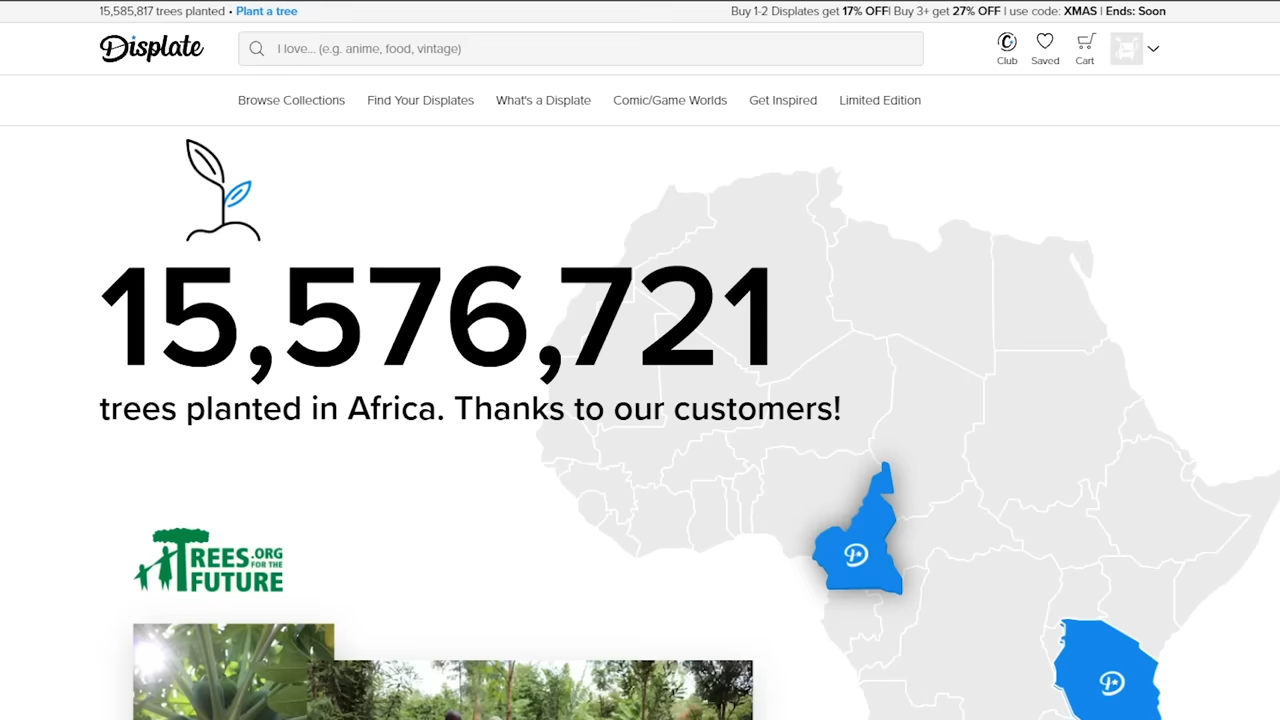 15,585,817 trees planted • Plant a tree
Buy 1-2 Displates get 17% OFF| Buy 3+ get 27% OFF | use code: XMAS | Ends: Soon
Displate
I love... (e.g. anime, food, vintage)
Club
Saved
Cart
Browse Collections
Find Your Displates
What's a Displate
Comic/Game Worlds
Get Inspired
Limited Edition
15,576,721
trees planted in Africa. Thanks to our customers!
TREES.ORG
FOR THE
FUTURE